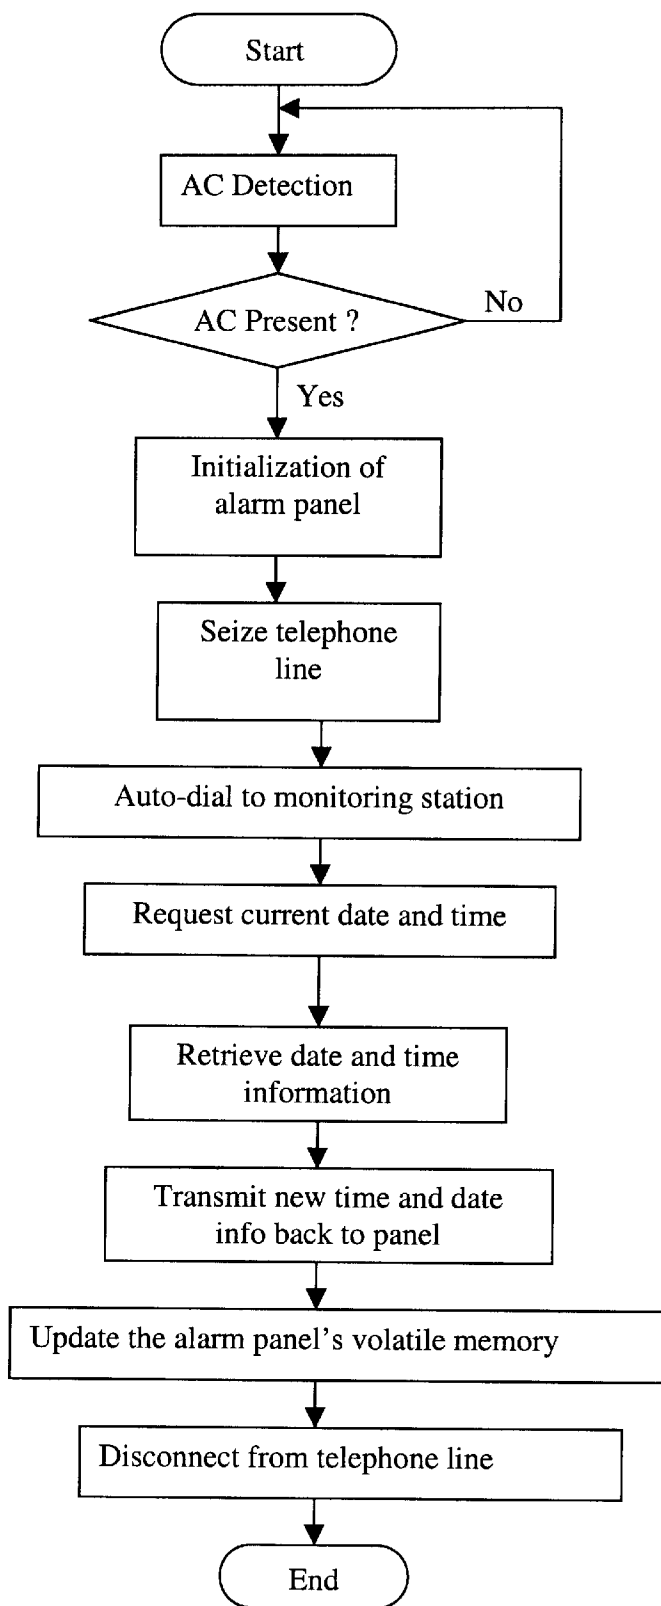 Start
AC Detection
AC Present ?
No
Yes
Initialization of
alarm panel
Seize telephone
line
Auto-dial to monitoring station
Request current date and time
Retrieve date and time
information
Transmit new time and date
info back to panel
Update the alarm panel's volatile memory
Disconnect from telephone line
End